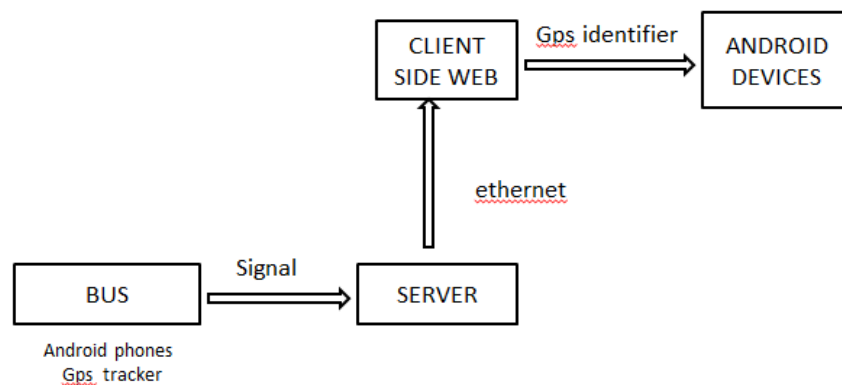 CLIENT
SIDE WEB
Gps identifier
ANDROID
DEVICES
ethernet
Signal
BUS
SERVER
Android phones
Gps tracker